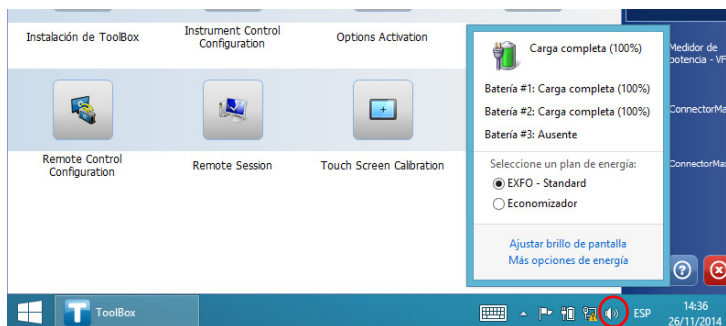 Instalación de ToolBox
Instrument Control
Configuration
Options Activation
Carga completa (100%)
Medidor de
potencia - VF
Batería #1: Carga completa (100%)
Batería #2: Carga completa (100%)
Batería #3: Ausente
ConnectorMa
Remote Control
Configuration
Remote Session
Touch Screen Calibration
Seleccione un plan de energía:
EXFO - Standard
Economizador
ConnectorMa
Ajustar brillo de pantalla
Más opciones de energía
ToolBox
ESP
14:36
26/11/2014